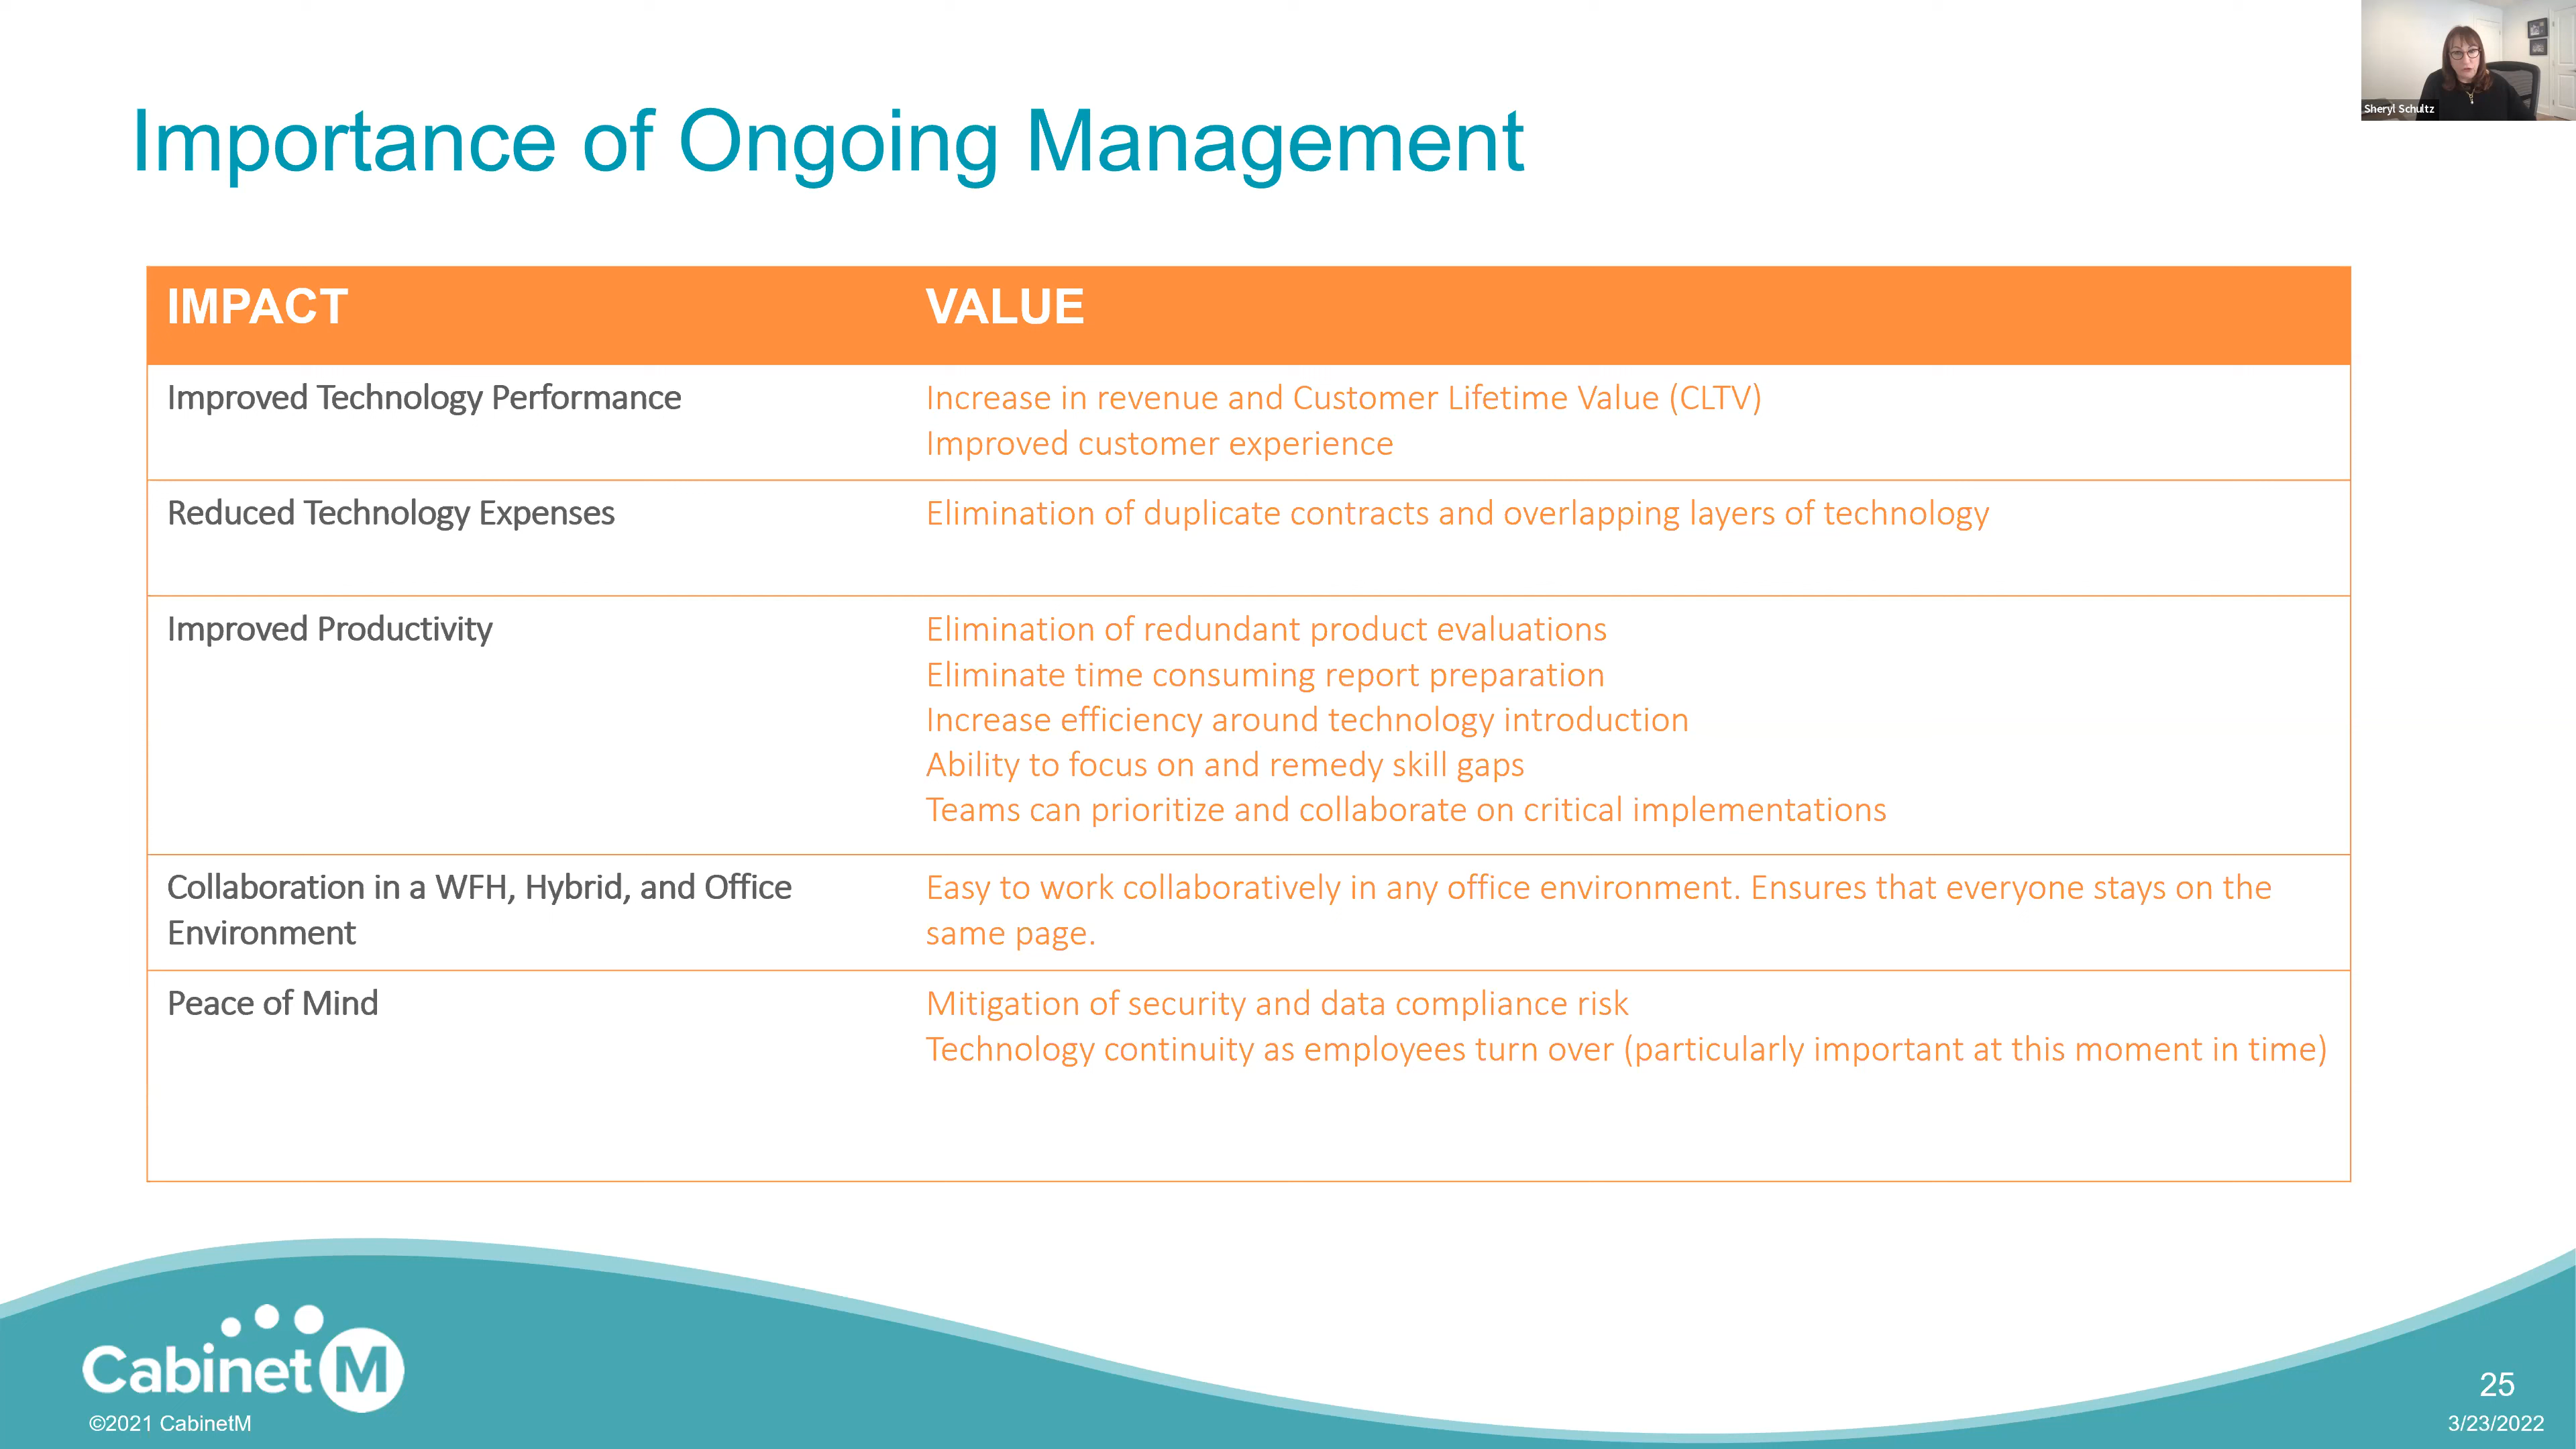 Sheryl Schultz
Importance of Ongoing Management
IMPACT
VALUE
Improved Technology Performance
Increase in revenue and Customer Lifetime Value (CLTV)
Improved customer experience
Reduced Technology Expenses
Elimination of duplicate contracts and overlapping layers of technology
Improved Productivity
Elimination of redundant product evaluations
Eliminate time consuming report preparation
Increase efficiency around technology introduction
Ability to focus on and remedy skill gaps
Teams can prioritize and collaborate on critical implementations
Collaboration in a WFH, Hybrid, and Office
Environment
Easy to work collaboratively in any office environment. Ensures that everyone stays on the
same page.
Peace of Mind
Mitigation of security and data compliance risk
Technology continuity as employees turn over (particularly important at this moment in time)
Cabinet M
©2021 CabinetM
25
3/23/2022